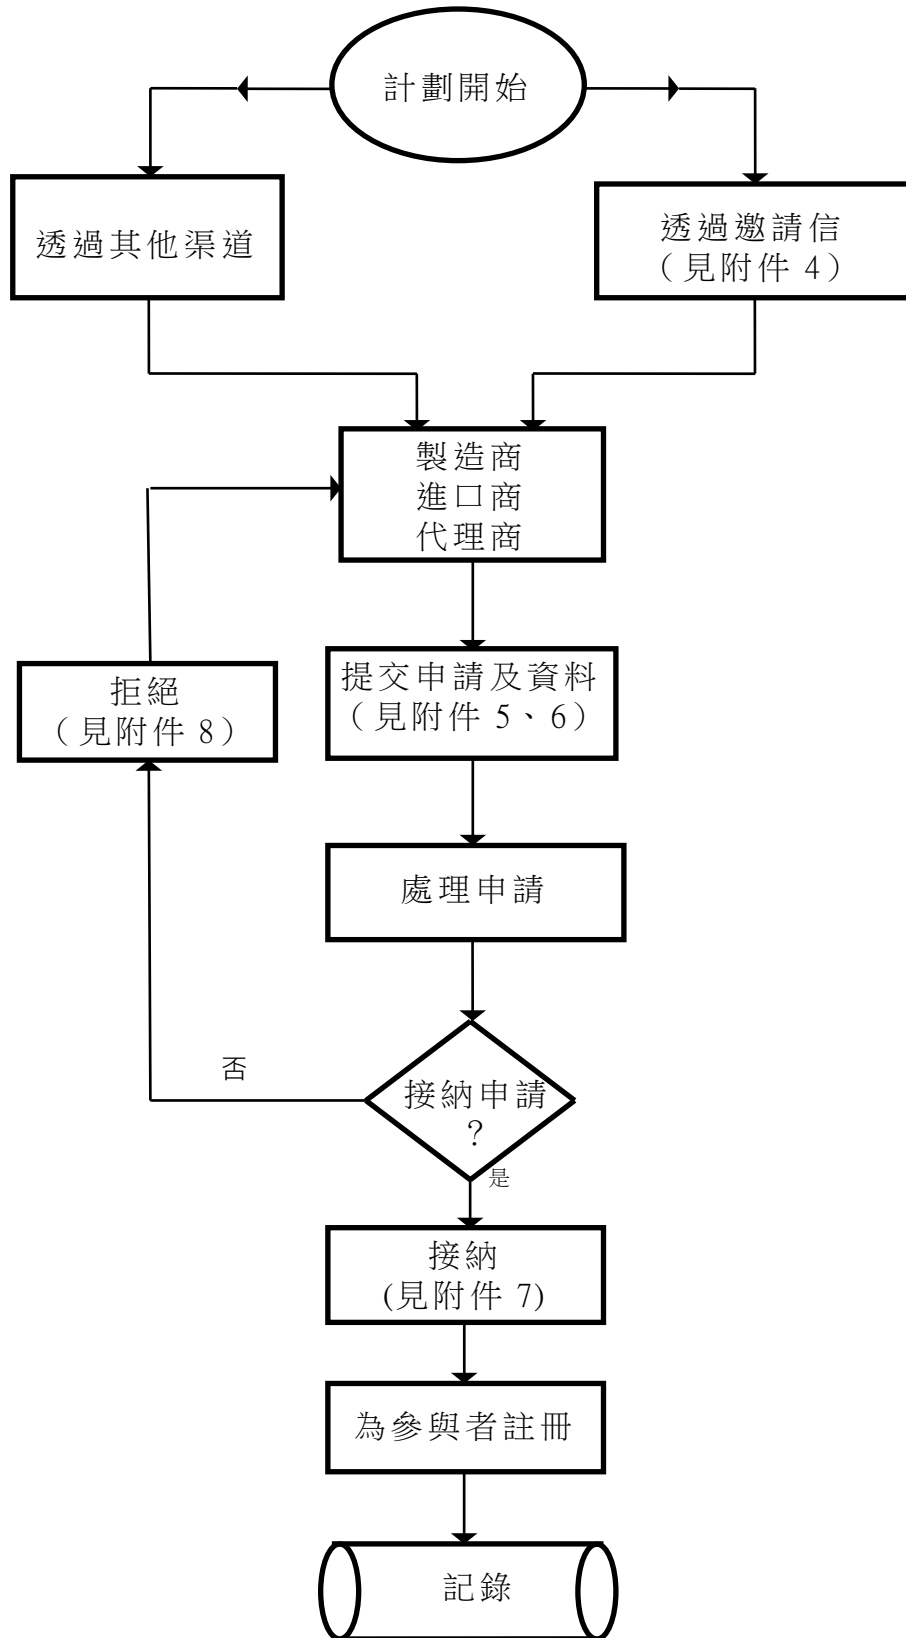 計劃開始
透過其他渠道
透過邀請信
（見附件 4）
製造商
進口商
代理商
拒絕
（見附件 8）
提交申請及資料
（見附件 5、6）
處理申請
否
接納申請
？
是
接納
(見附件 7)
為參與者註冊
記錄